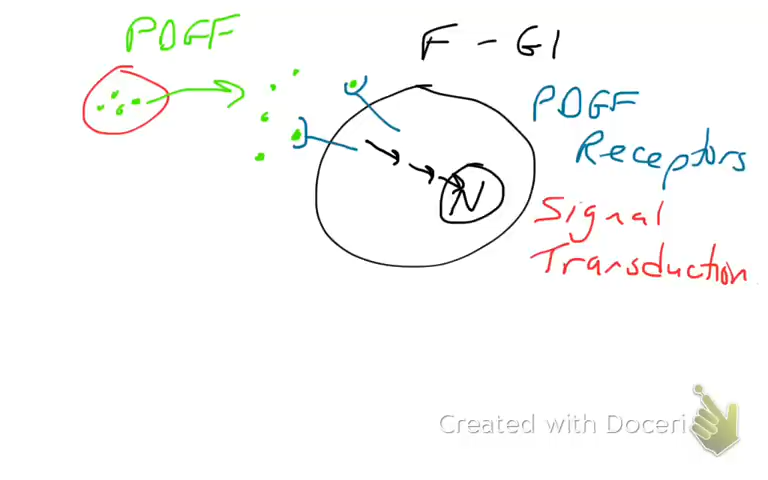 PDGF
F - G1
PDGF
Receptors
N
Signal
Transduction
Created with Doceri